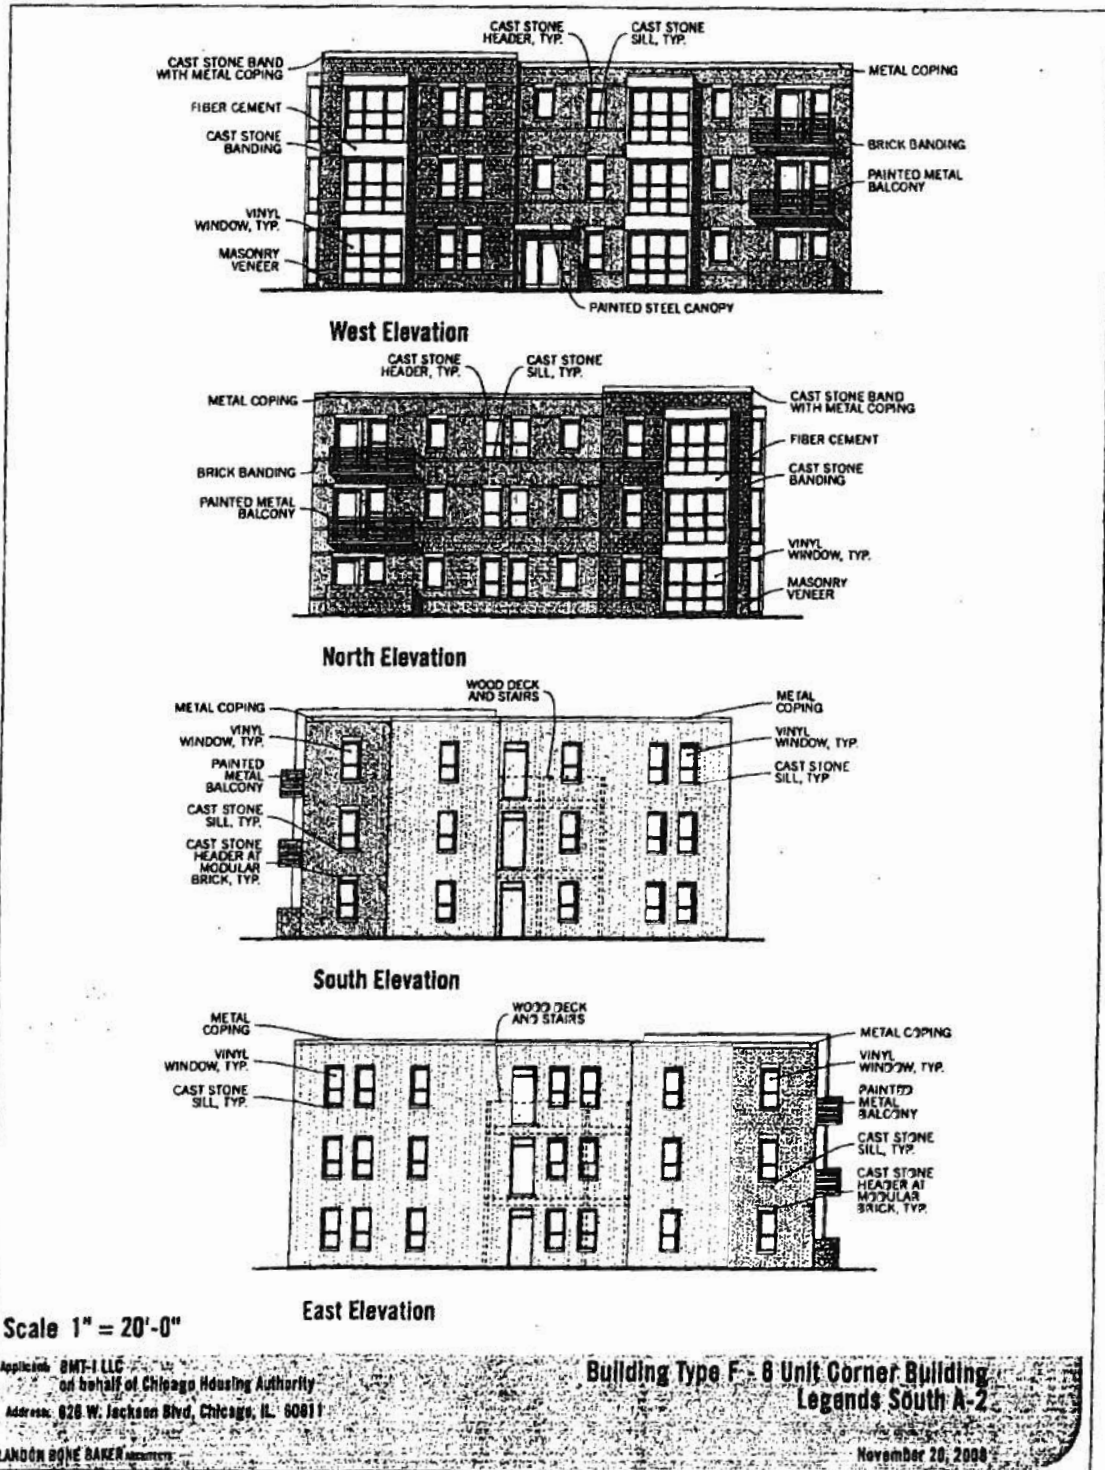 CAST STONE
HEADER, TYP.
CAST STONE
SILL, TYP.
CAST STONE BAND
WITH METAL COPING
METAL COPING
FIBER CEMENT
CAST STONE
BANDING
BRICK BANDING
PAINTED METAL
BALCONY
VINYL
WINDOW, TYP.
MASONRY
VENEER
PAINTED STEEL CANOPY
West Elevation
CAST STONE
HEADER, TYP.
CAST STONE
SILL, TYP.
METAL COPING
CAST STONE BAND
WITH METAL COPING
FIBER CEMENT
BRICK BANDING
CAST STONE
BANDING
PAINTED METAL
BALCONY
VINYL
WINDOW, TYP.
MASONRY
VENEER
North Elevation
WOOD DECK
AND STAIRS
METAL COPING
METAL
COPING
VINYL
WINDOW, TYP.
VINYL
WINDOW, TYP.
PAINTED
METAL
BALCONY
CAST STONE
SILL, TYP
CAST STONE
SILL, TYP.
CAST STONE
HEADER AT
MODULAR
BRICK, TYP.
South Elevation
WOOD DECK
AND STAIRS
METAL
COPING
METAL COPING
VINYL
WINDOW, TYP.
VINYL
WINDOW, TYP.
CAST STONE
SILL, TYP.
PAINTED
METAL
BALCONY
CAST STONE
SILL, TYP.
CAST STONE
HEADER AT
MODULAR
BRICK, TYP.
East Elevation
Scale 1" = 20'-0"
Applicant: BMT-I LLC
on behalf of Chicago Housing Authority
Address: 626 W. Jackson Blvd, Chicago, IL. 60611
LANDON BONE BAKER ARCHITECTS
Building Type F - 6 Unit Corner Building
Legends South A-2
November 20, 2008